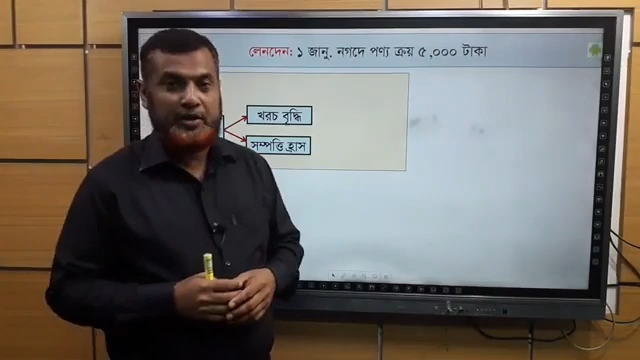 লেনদেন: ১ জানু. নগদে পণ্য ক্রয় ৫,০০০ টাকা
খরচ বৃদ্ধি
সম্পত্তি হ্রাস